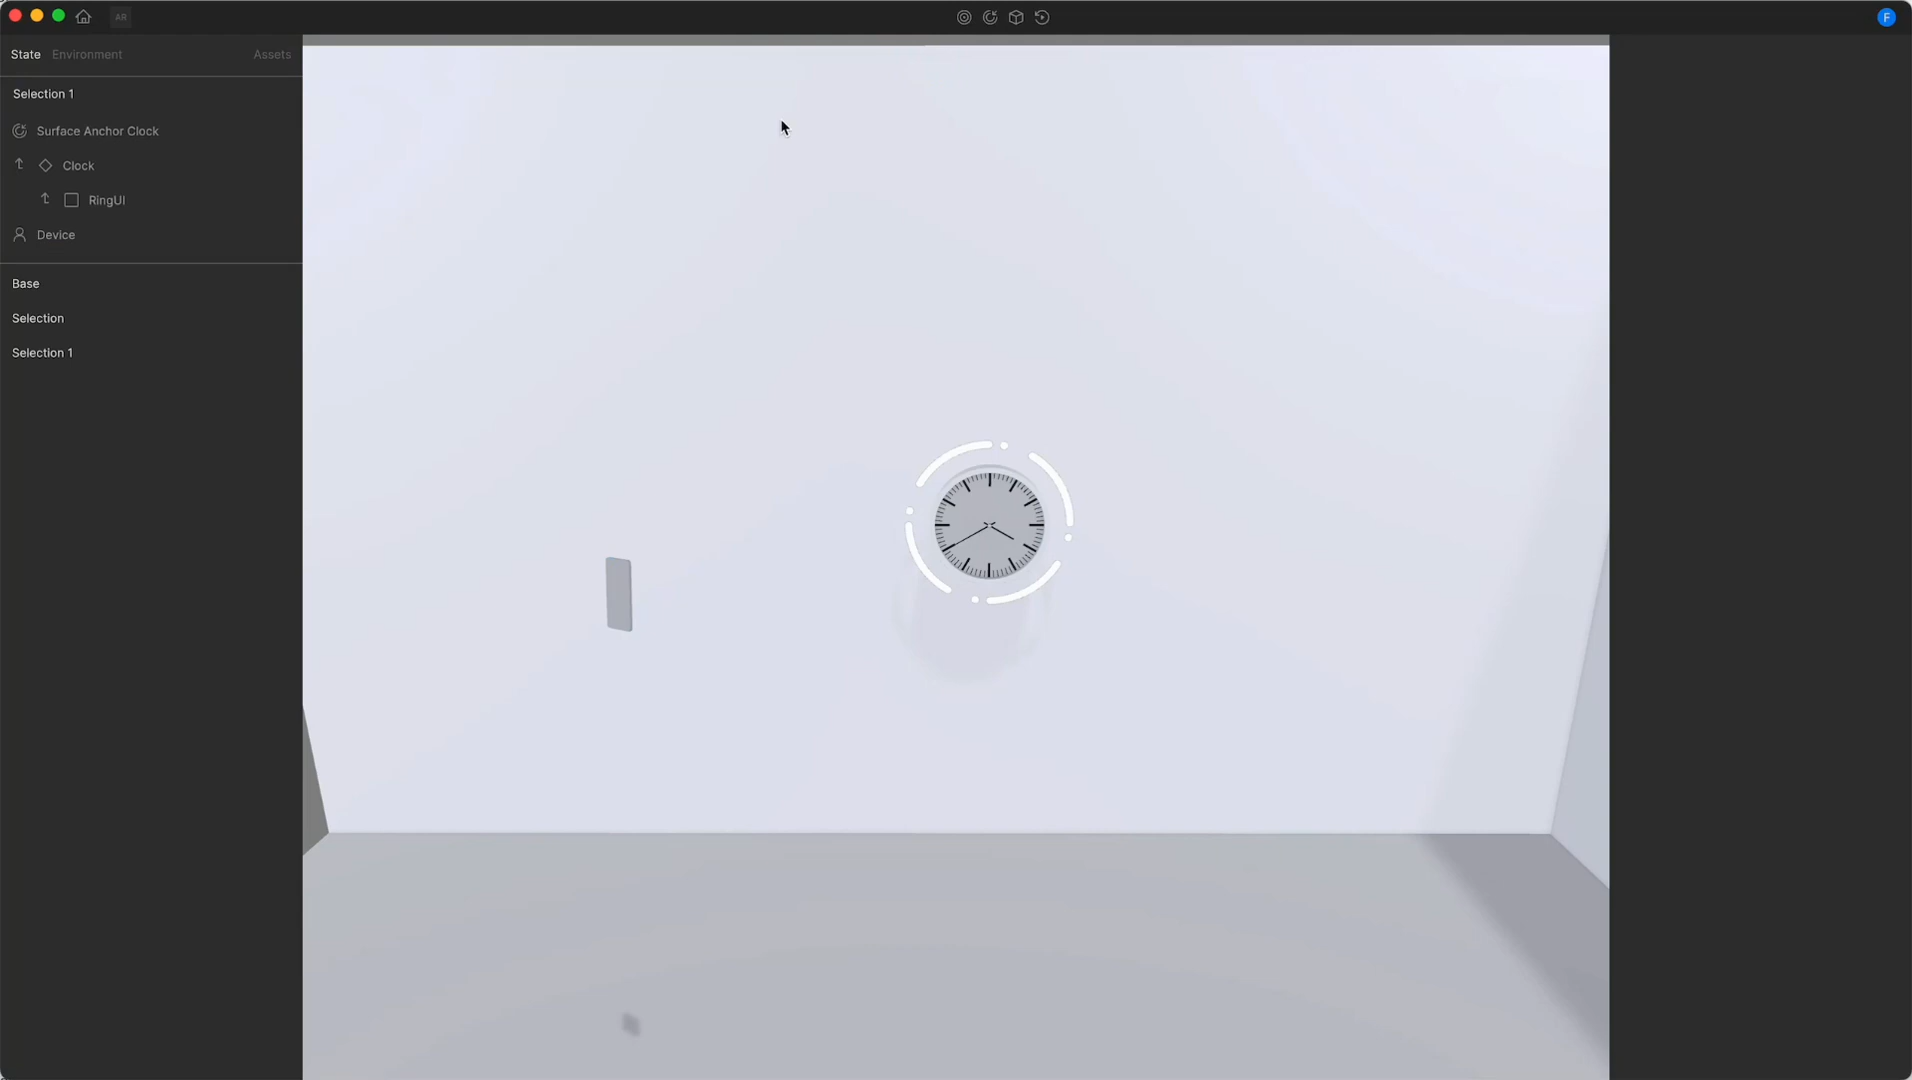 AR
F
State Environment Assets
Selection 1
Surface Anchor Clock
Clock
RingUI
Device
Base
Selection
Selection 1